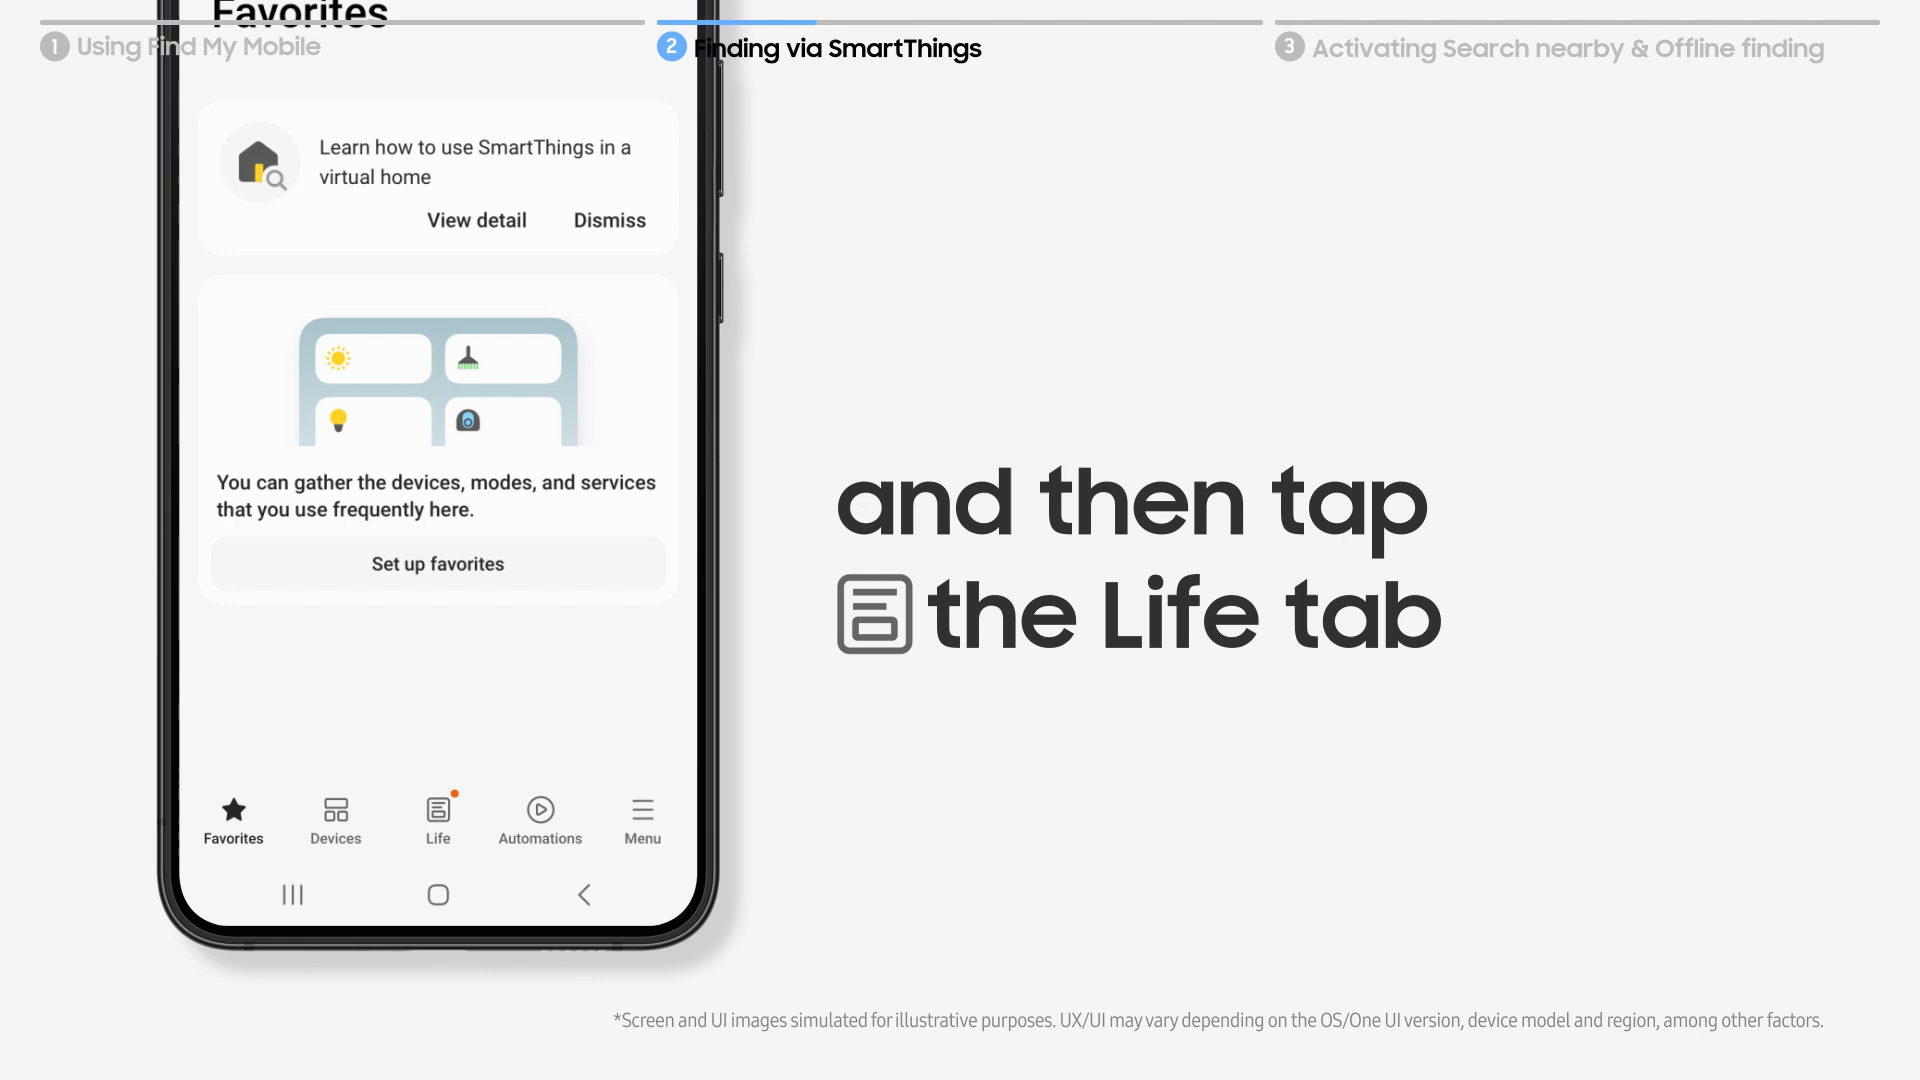 Favorites
1 Using Find My Mobile
2 Finding via SmartThings
3 Activating Search nearby & Offline finding
Learn how to use SmartThings in a
virtual home
View detail Dismiss
You can gather the devices, modes, and services
that you use frequently here.
Set up favorites
Favorites Devices Life Automations Menu
and then tap
the Life tab
*Screen and UI images simulated for illustrative purposes. UX/UI may vary depending on the OS/One UI version, device model and region, among other factors.